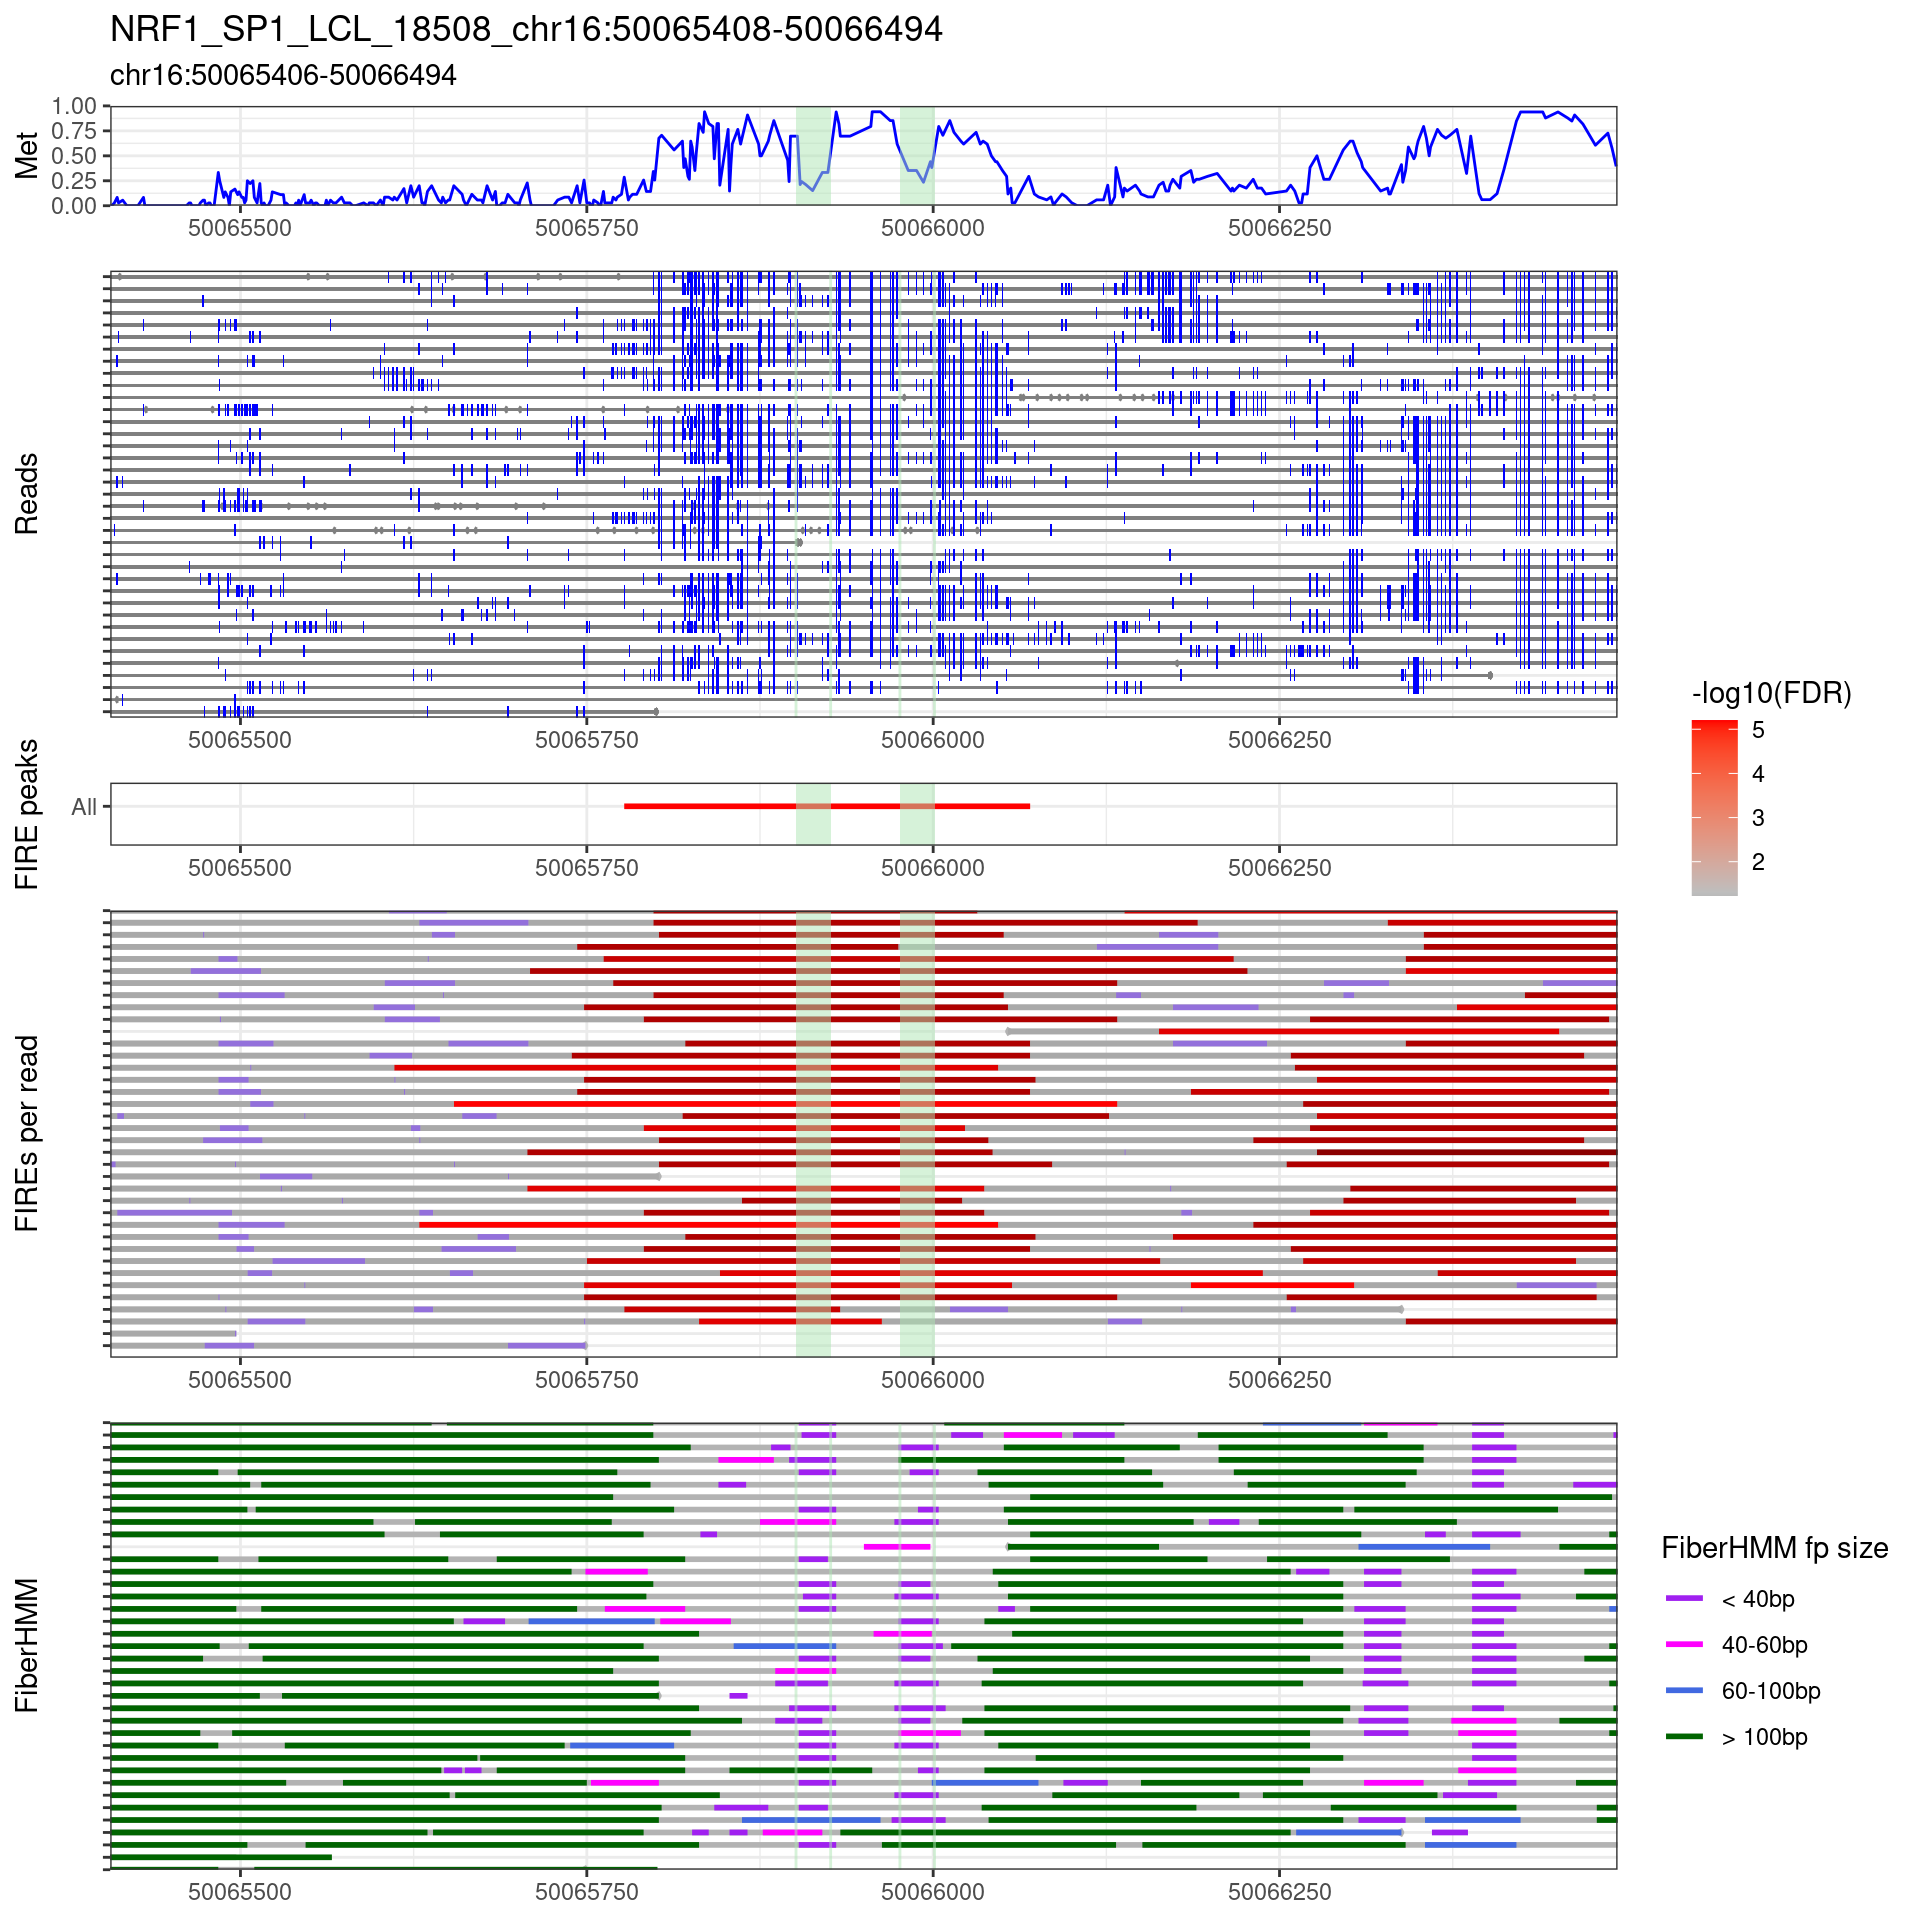 NRF1_SP1_LCL_18508_chr16:50065408-50066494
chr16:50065406-50066494
Met
1.00
0.75
0.50
0.25
0.00
50065500 50065750 50066000 50066250
Reads
50065500 50065750 50066000 50066250
FIRE peaks
All
50065500 50065750 50066000 50066250
-log10(FDR)
5
4
3
2
FIREs per read
50065500 50065750 50066000 50066250
FiberHMM
50065500 50065750 50066000 50066250
FiberHMM fp size
< 40bp
40-60bp
60-100bp
> 100bp